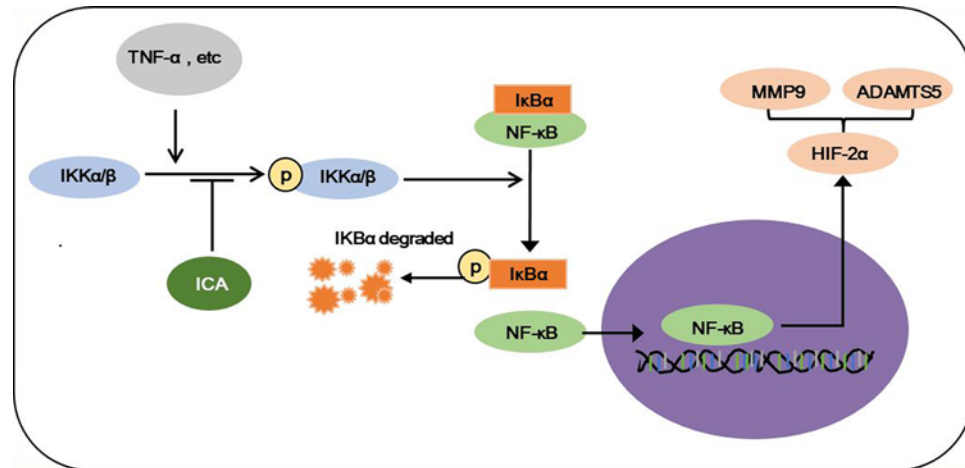 TNF-α , etc
IKKα/β
p
IKKα/β
ICA
IκBα
NF-κB
IKBα degraded
p
IκBα
NF-κB
NF-κB
MMP9
ADAMTS5
HIF-2α